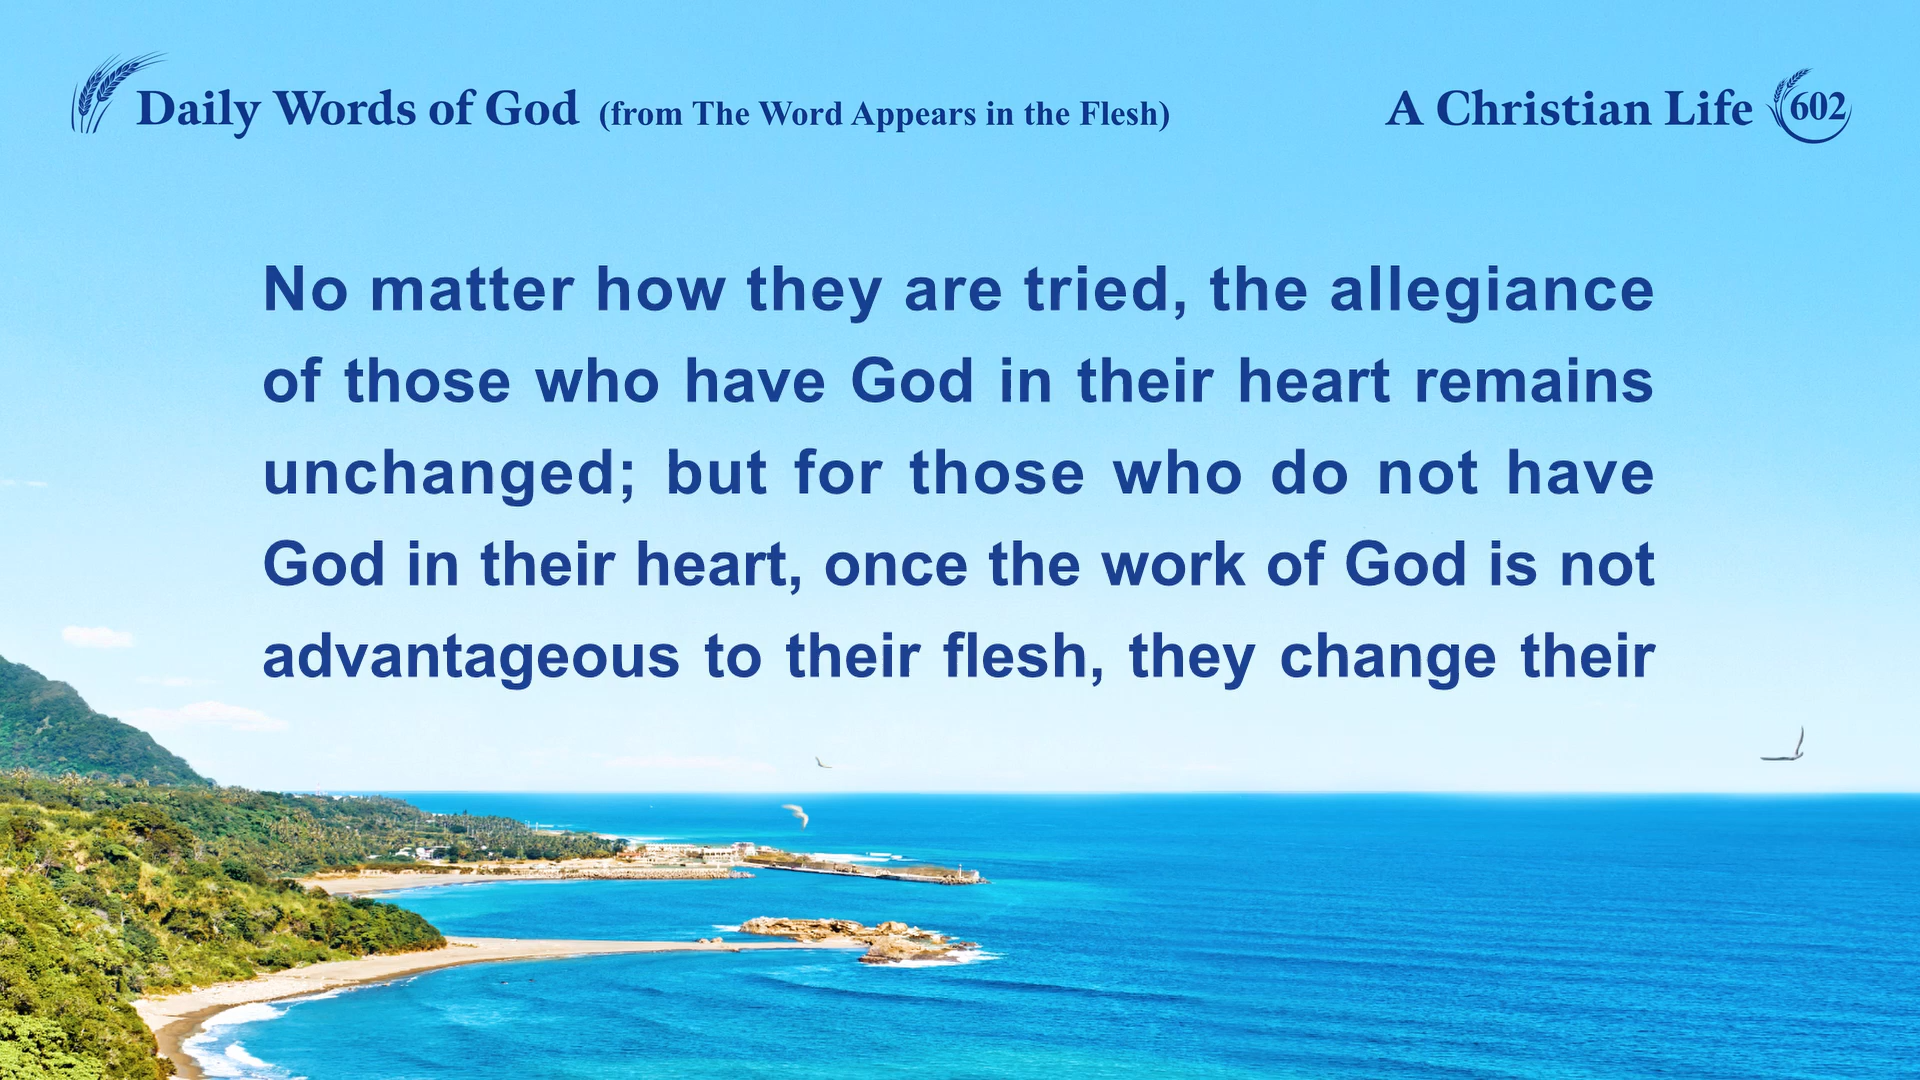 Daily Words of God (from The Word Appears in the Flesh)
A Christian Life 602
No matter how they are tried, the allegiance
of those who have God in their heart remains
unchanged; but for those who do not have
God in their heart, once the work of God is not
advantageous to their flesh, they change their